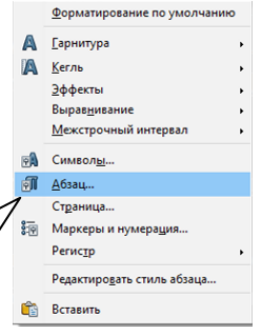 Форматирование по умолчанию
Гарнитура
Кегль
Эффекты
Выравнивание
Межстрочный интервал
Символы...
Абзац...
Страница...
Маркеры и нумерация...
Регистр
Редактировать стиль абзаца...
Вставить